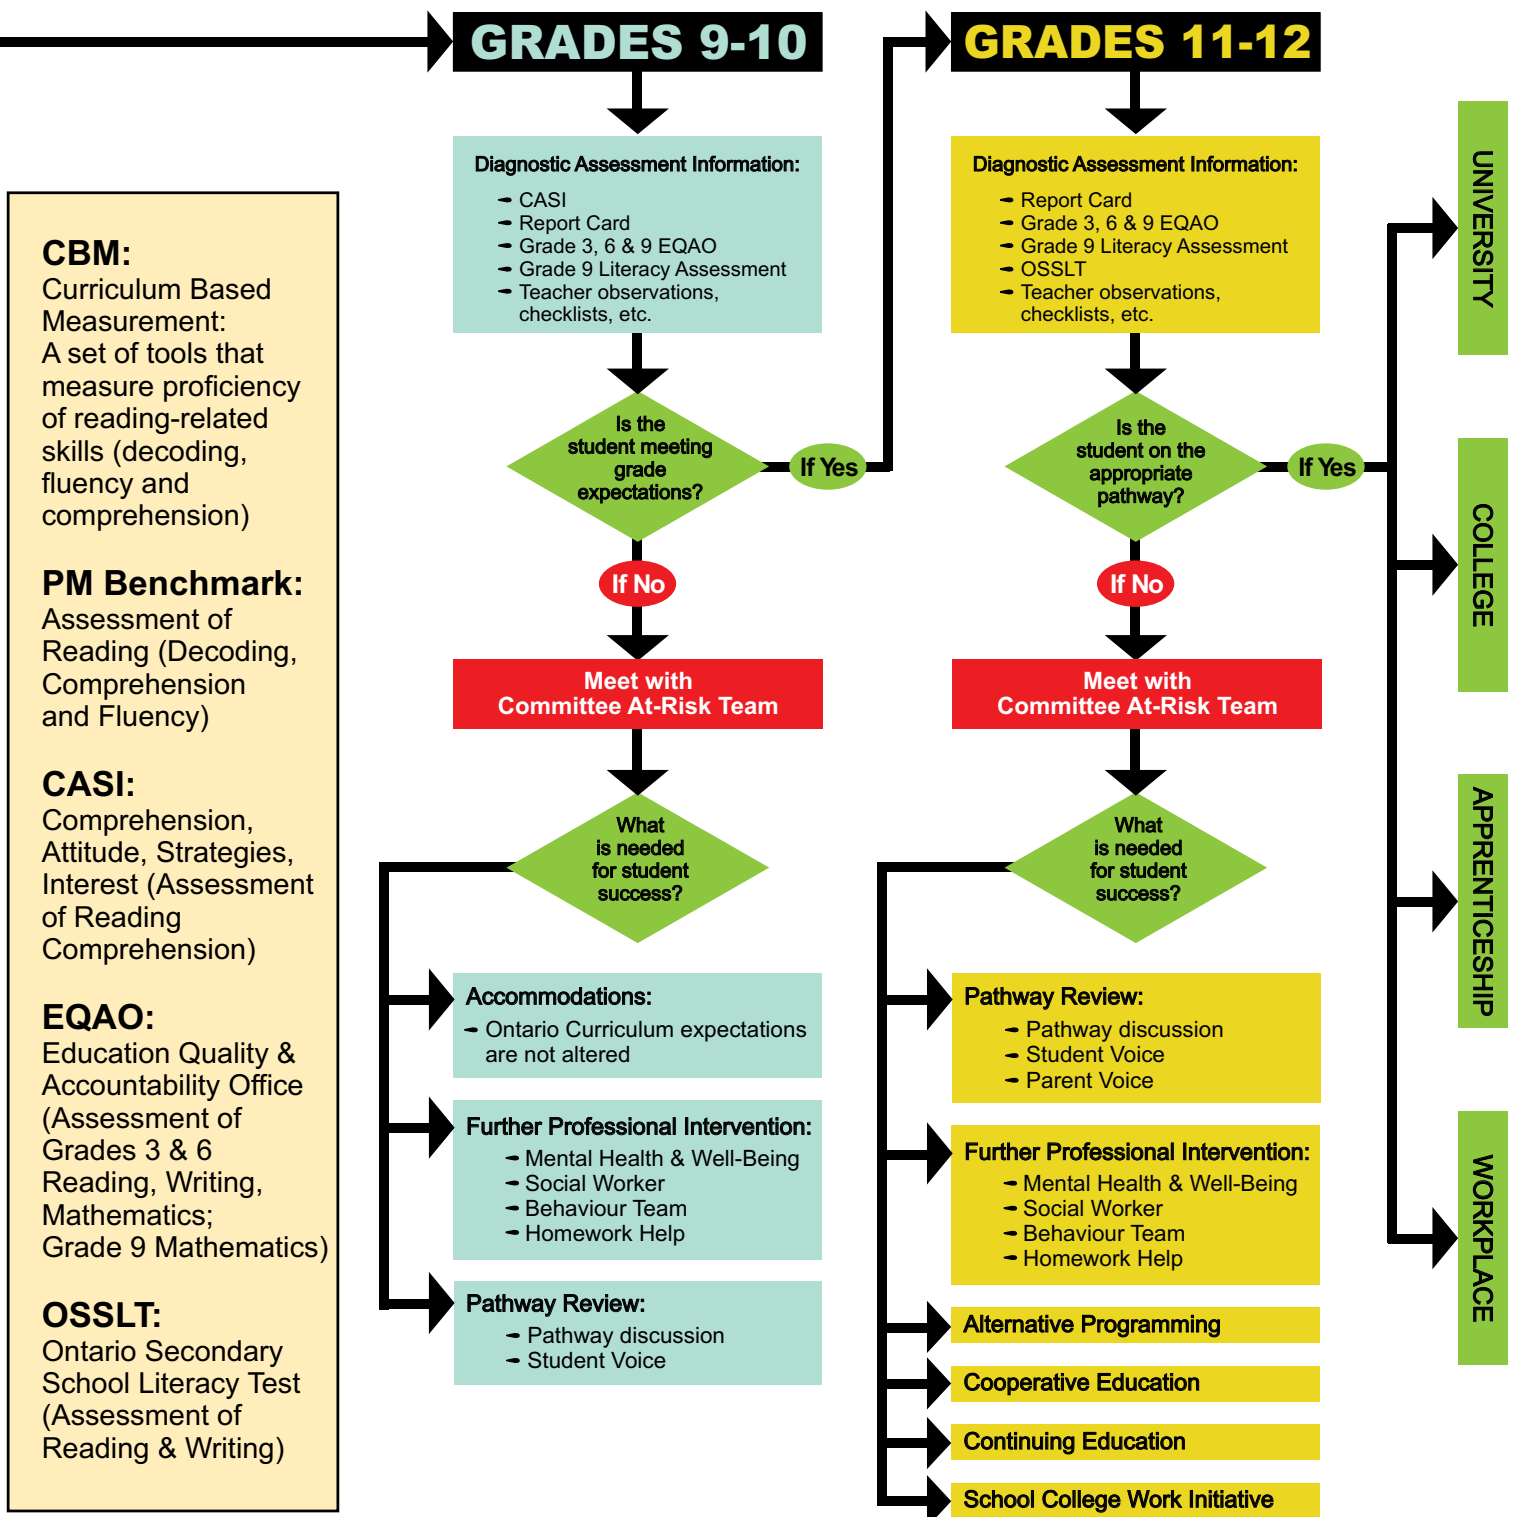 GRADES 9-10
GRADES 11-12
CBM:
Curriculum Based
Measurement:
A set of tools that
measure proficiency
of reading-related
skills (decoding,
fluency and
comprehension)
PM Benchmark:
Assessment of
Reading (Decoding,
Comprehension
and Fluency)
CASI:
Comprehension,
Attitude, Strategies,
Interest (Assessment
of Reading
Comprehension)
EQAO:
Education Quality &
Accountability Office
(Assessment of
Grades 3 & 6
Reading, Writing,
Mathematics;
Grade 9 Mathematics)
OSSLT:
Ontario Secondary
School Literacy Test
(Assessment of
Reading & Writing)
Diagnostic Assessment Information:
CASI
Report Card
Grade 3, 6 & 9 EQAO
Grade 9 Literacy Assessment
Teacher observations,
checklists, etc.
Is the
student meeting
grade
expectations?
If Yes
If No
Meet with
Committee At-Risk Team
What
is needed
for student
success?
Accommodations:
Ontario Curriculum expectations
are not altered
Further Professional Intervention:
Mental Health & Well-Being
Social Worker
Behaviour Team
Homework Help
Pathway Review:
Pathway discussion
Student Voice
Diagnostic Assessment Information:
Report Card
Grade 3, 6 & 9 EQAO
Grade 9 Literacy Assessment
OSSLT
Teacher observations,
checklists, etc.
Is the
student on the
appropriate
pathway?
If Yes
If No
Meet with
Committee At-Risk Team
What
is needed
for student
success?
Pathway Review:
Pathway discussion
Student Voice
Parent Voice
Further Professional Intervention:
Mental Health & Well-Being
Social Worker
Behaviour Team
Homework Help
Alternative Programming
Cooperative Education
Continuing Education
School College Work Initiative
UNIVERSITY
COLLEGE
APPRENTICESHIP
WORKPLACE